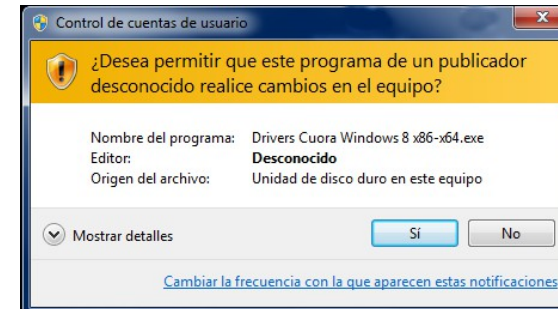 Control de cuentas de usuario
¿Desea permitir que este programa de un publicador
desconocido realice cambios en el equipo?
Nombre del programa: Drivers Cuora Windows 8 x86-x64.exe
Editor: Desconocido
Origen del archivo: Unidad de disco duro en este equipo
Mostrar detalles Sí No
Cambiar la frecuencia con la que aparecen estas notificaciones